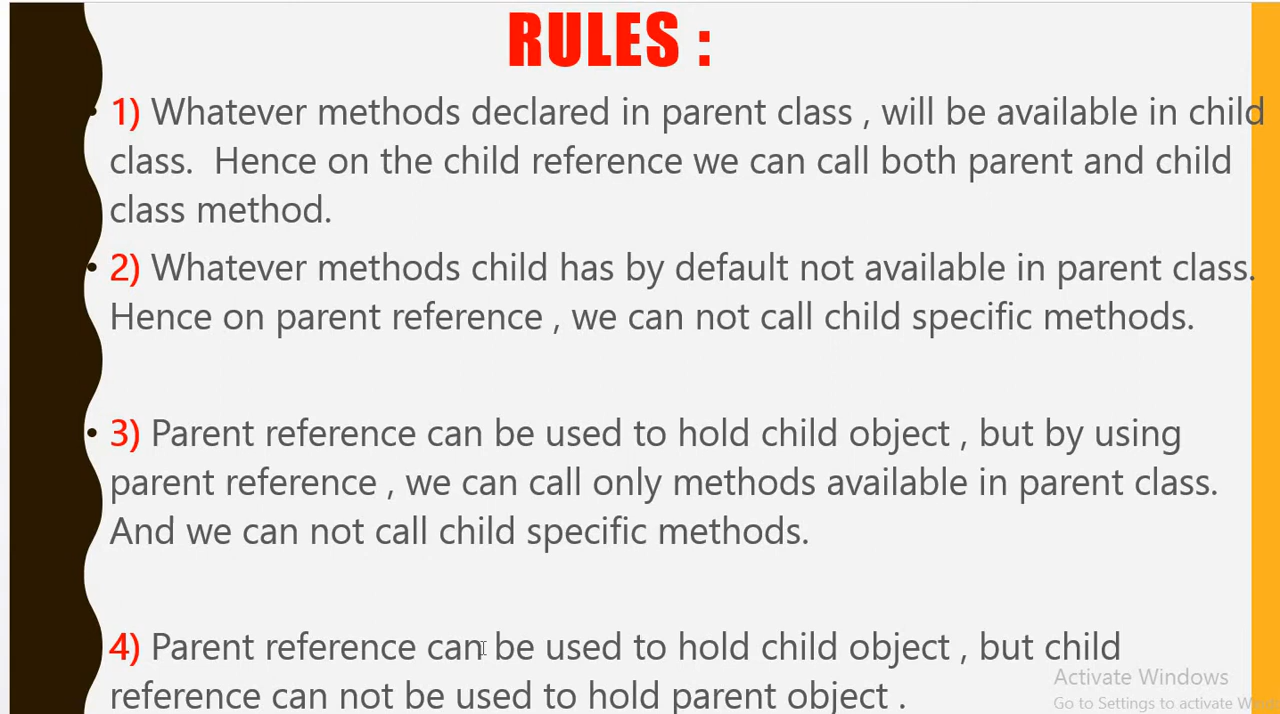 RULES :
• 1) Whatever methods declared in parent class , will be available in child
class.  Hence on the child reference we can call both parent and child
class method.
• 2) Whatever methods child has by default not available in parent class.
Hence on parent reference , we can not call child specific methods.
• 3) Parent reference can be used to hold child object , but by using
parent reference , we can call only methods available in parent class.
And we can not call child specific methods.
4) Parent reference can be used to hold child object , but child
reference can not be used to hold parent object .
Activate Windows
Go to Settings to activate Win